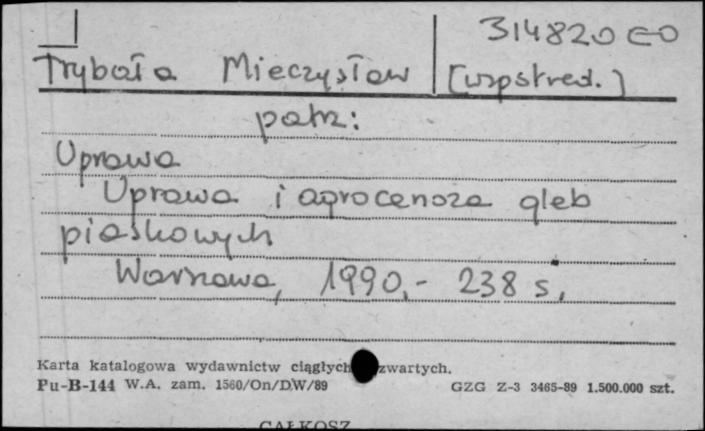 314820 CO
Trybała Mieczysław [współred.]
patrz:
Uprawa
Uprawa i agrocenoza gleb
piaskowych
Warszawa, 1990.- 238 s.
Karta katalogowa wydawnictw ciągłych zwartych.
Pu-B-144 W.A. zam. 1560/On/DW/89 GZG Z-3 3465-89 1.500.000 szt.